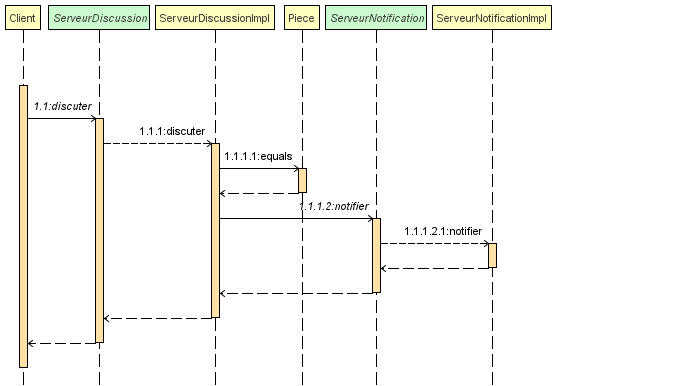 Client
ServeurDiscussion
ServeurDiscussionImpl
Piece
ServeurNotification
ServeurNotificationImpl
1.1:discuter
1.1.1:discuter
1.1.1.1:equals
1.1.1.2:notifier
1.1.1.2.1:notifier